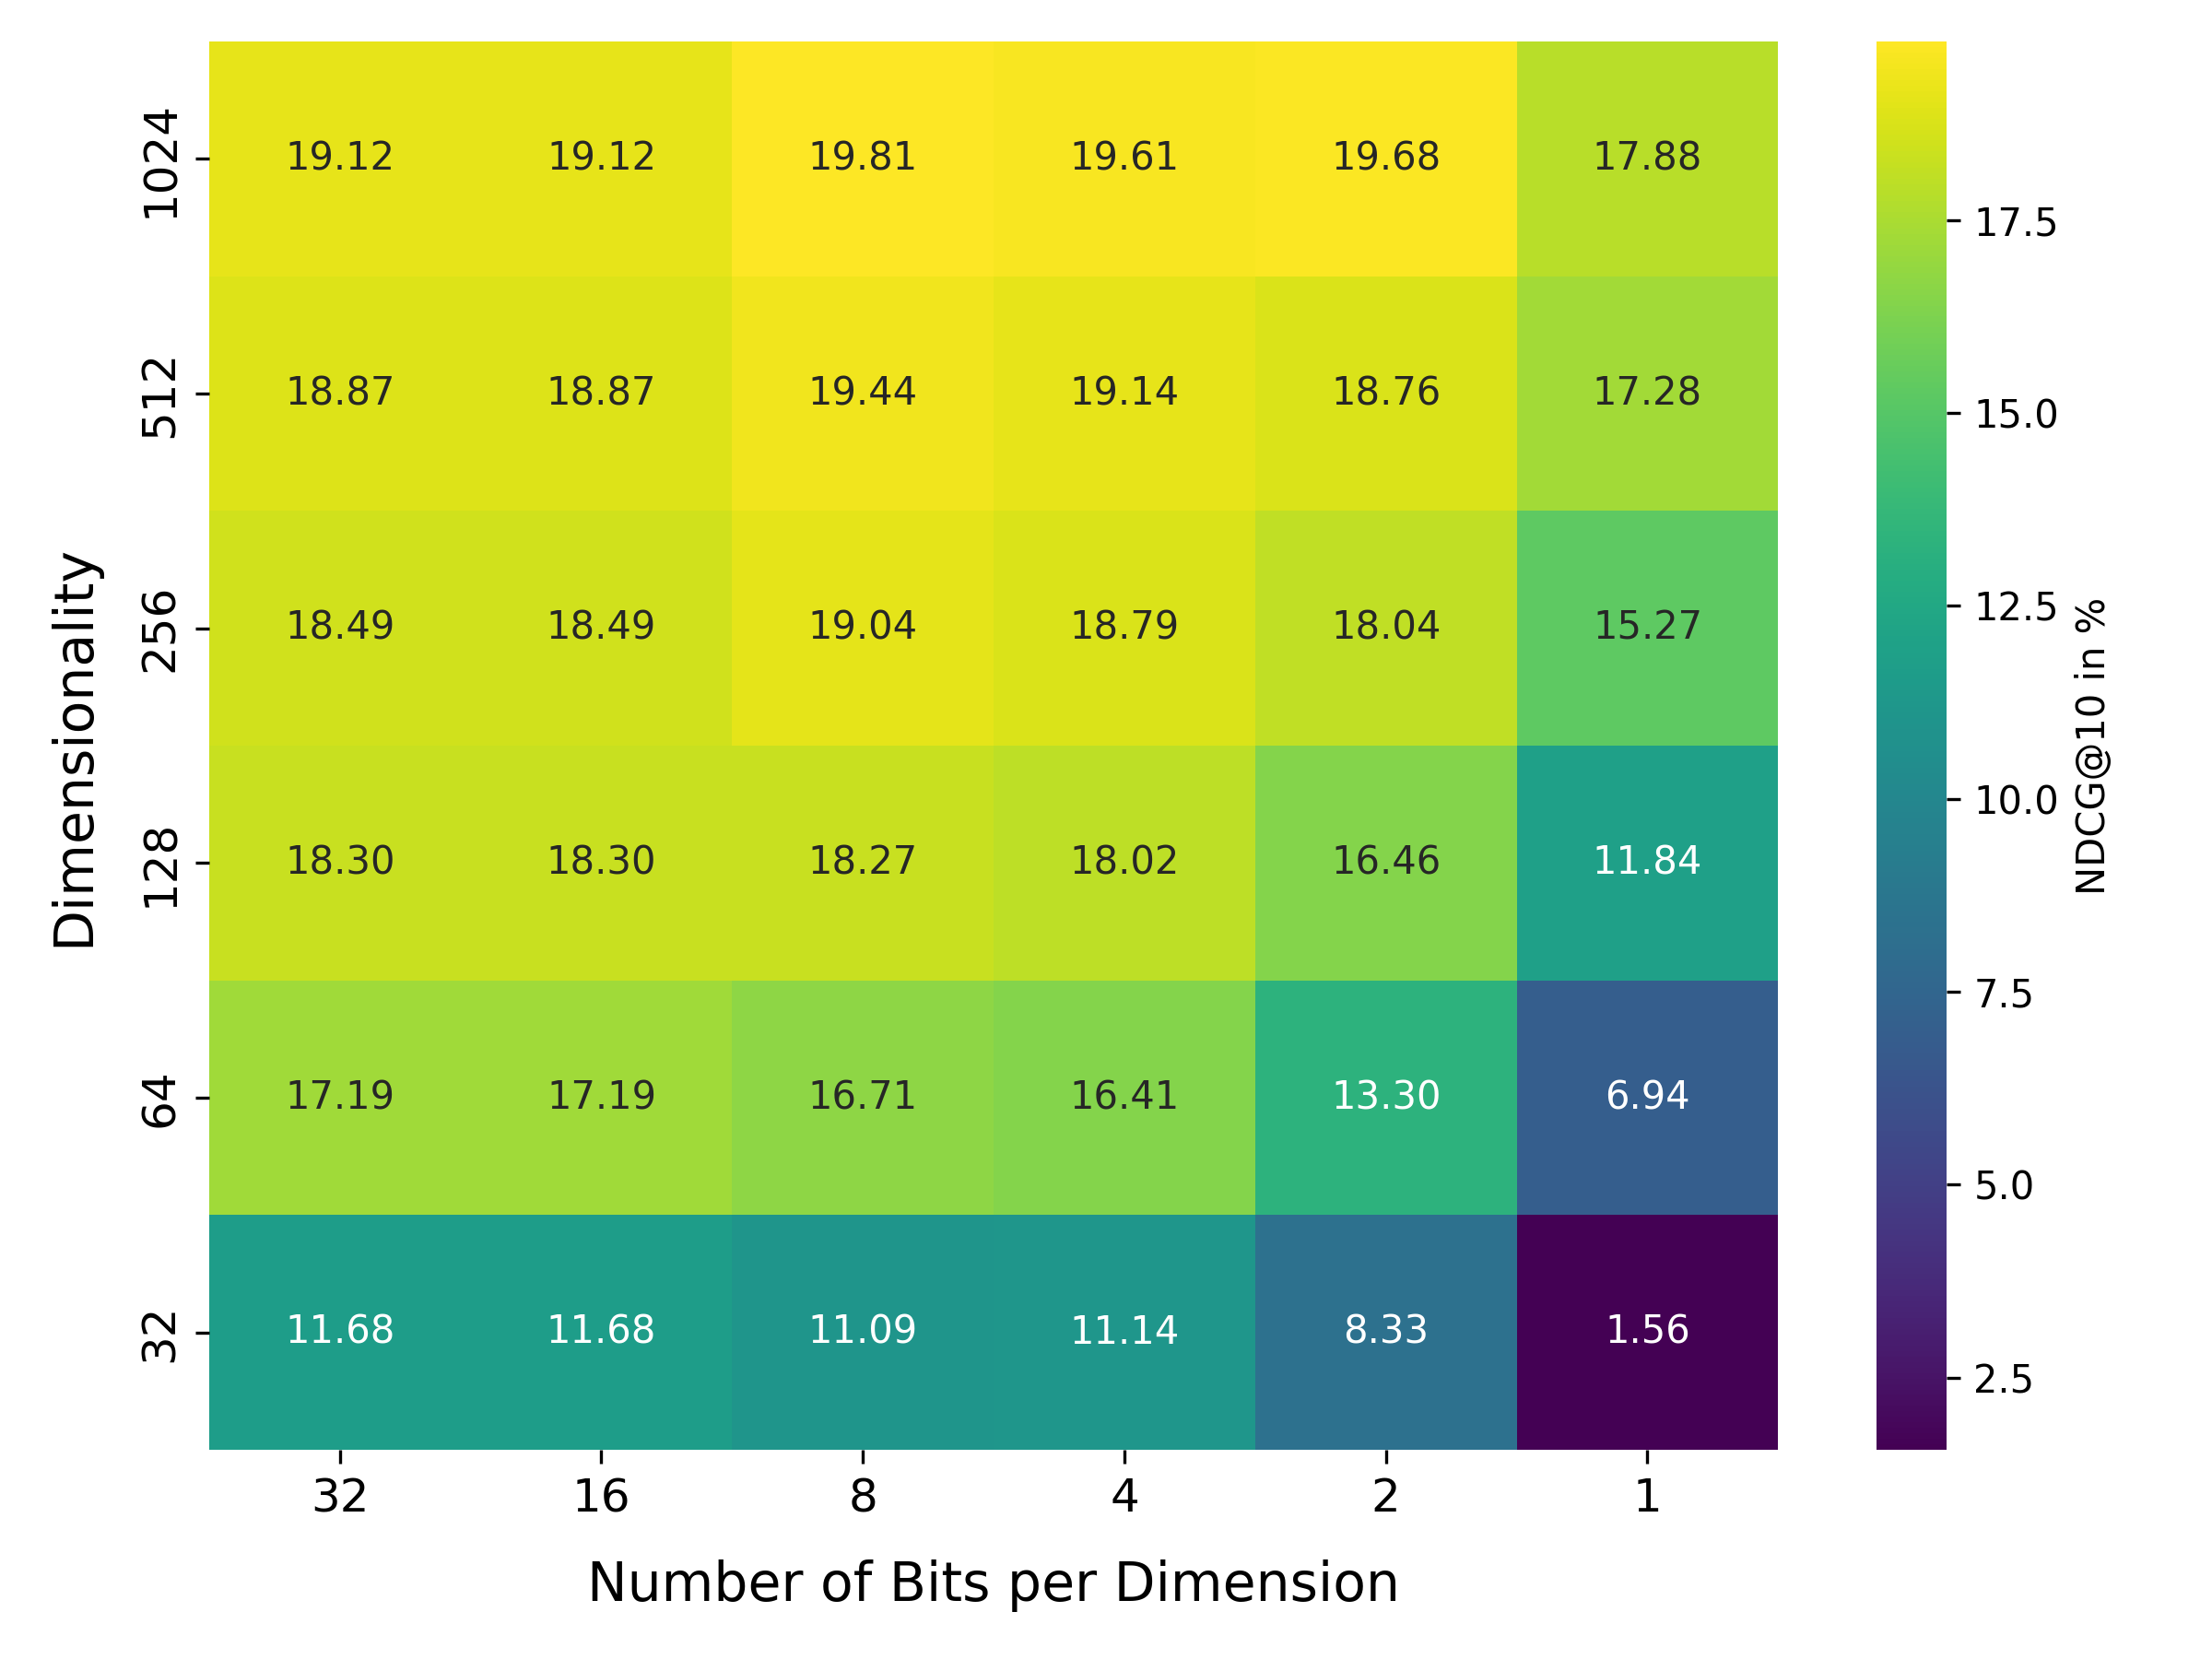 1024 19.12 19.12 19.81 19.61 19.68 17.88
512 18.87 18.87 19.44 19.14 18.76 17.28
256 18.49 18.49 19.04 18.79 18.04 15.27
128 18.30 18.30 18.27 18.02 16.46 11.84
64 17.19 17.19 16.71 16.41 13.30 6.94
32 11.68 11.68 11.09 11.14 8.33 1.56
32 16 8 4 2 1
Number of Bits per Dimension
Dimensionality
17.5
15.0
12.5
10.0
7.5
5.0
2.5
NDCG@10 in %